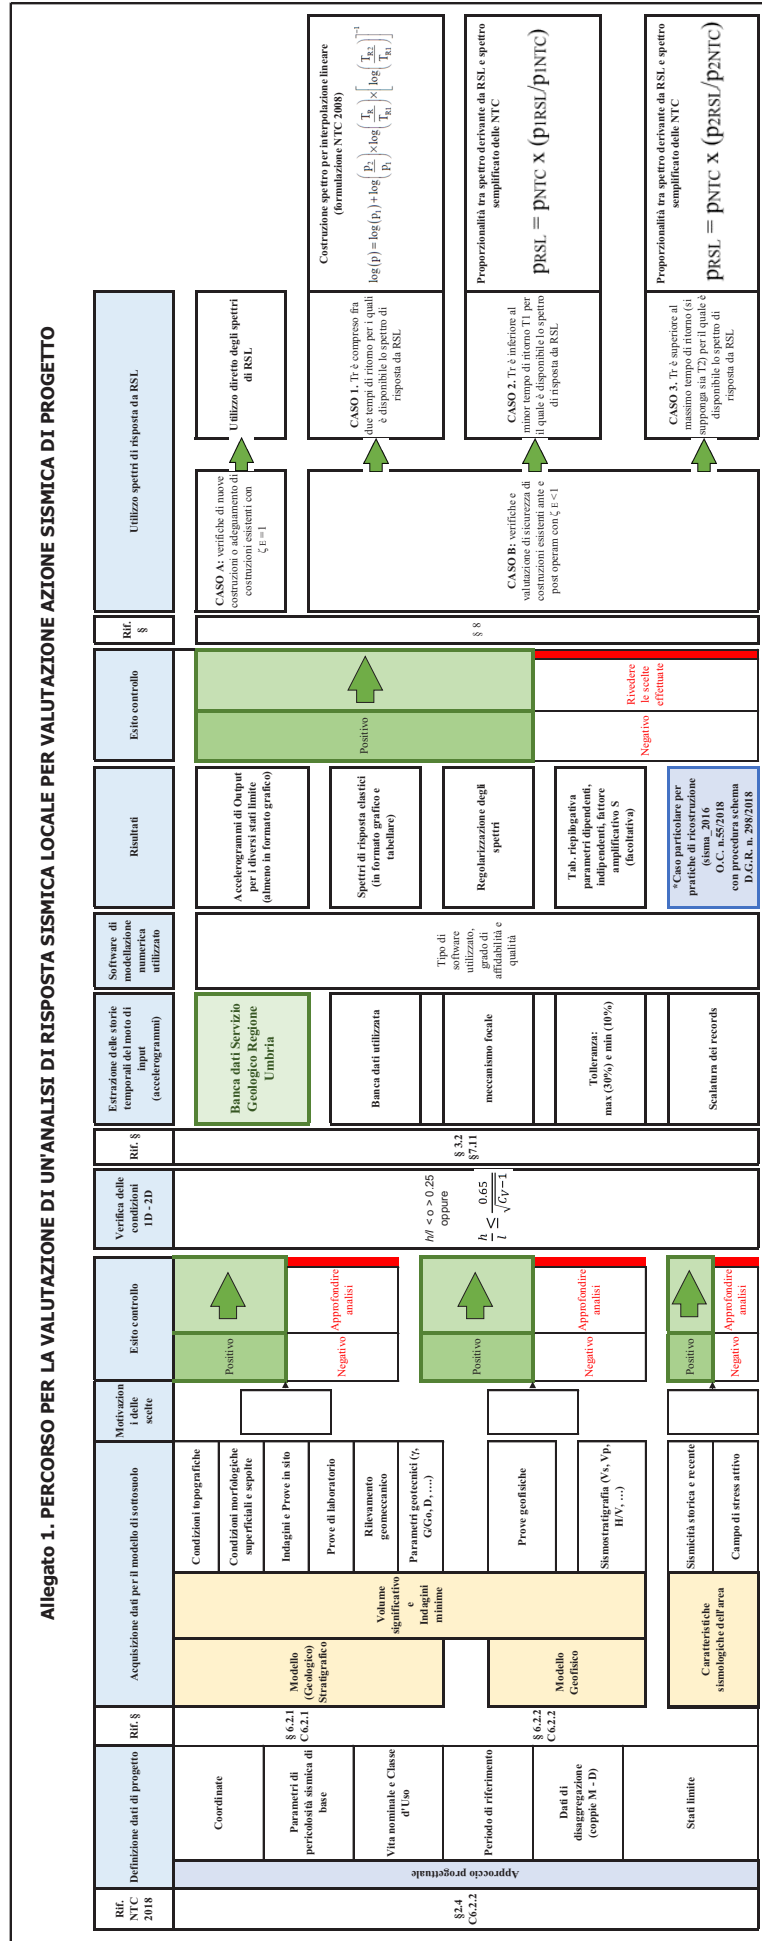 Allegato 1. PERCORSO PER LA VALUTAZIONE DI UN'ANALISI DI RISPOSTA SISMICA LOCALE PER VALUTAZIONE AZIONE SISMICA DI PROGETTO
Rif.
NTC
2018
§2.4
C6.2.2
Definizione dati di progetto
Approccio progettuale
Coordinate
Parametri di
pericolosità sismica di
base
Vita nominale e Classe
d'Uso
Periodo di riferimento
Dati di
disaggregazione
(coppie M - D)
Stati limite
Rif. §
§ 6.2.1
C6.2.1
§ 6.2.2
C6.2.2
Acquisizione dati per il modello di sottosuolo
Modello
(Geologico)
Stratigrafico
Modello
Geofisico
Volume
significativo
e
Indagini
minime
Caratteristiche
sismologiche dell'area
Condizioni topografiche
Condizioni morfologiche
superficiali e sepolte
Indagini e Prove in sito
Prove di laboratorio
Rilevamento
geomeccanico
Parametri geotecnici (γ,
G/Go, D, ….)
Prove geofisiche
Sismostratigrafia (Vs, Vp,
H/V, …)
Sismicità storica e recente
Campo di stress attivo
Motivazion
i delle
scelte
Esito controllo
Positivo
Negativo
Approfondire
analisi
Positivo
Negativo
Approfondire
analisi
Positivo
Negativo
Approfondire
analisi
Verifica delle
condizioni
1D - 2D
h/l < o > 0.25
oppure
h/l ≤ 0.65/√Cv−1
Rif. §
§ 3.2
§7.11
Estrazione delle storie
temporali del moto di
input
(accelerogrammi)
Banca dati Servizio
Geologico Regione
Umbria
Banca dati utilizzata
meccanismo focale
Tolleranza:
max (30%) e min (10%)
Scalatura dei records
Software di
modellazione
numerica
utilizzato
Tipo di
software
utilizzato,
grado di
affidabilità e
qualità
Risultati
Accelerogrammi di Output
per i diversi stati limite
(almeno in formato grafico)
Spettri di risposta elastici
(in formato grafico e
tabellare)
Regolarizzazione degli
spettri
Tab. riepilogativa
parametri dipendenti,
indipendenti, fattore
amplificativo S
(facoltativa)
*Caso particolare per
pratiche di ricostruzione
(sisma_2016
O.C. n.55/2018
con procedura schema
D.G.R. n. 298/2018
Esito controllo
Positivo
Negativo
Rivedere
le scelte
effettuate
Rif.
§
§ 8
Utilizzo spettri di risposta da RSL
CASO A: verifiche di nuove
costruzioni o adeguamento di
costruzioni esistenti con
ζ E =1
Utilizzo diretto degli spettri
di RSL
CASO B: verifiche e
valutazione di sicurezza di
costruzioni esistenti ante e
post operam con ζ E <1
CASO 1. Tr è compreso fra
due tempi di ritorno per i quali
è disponibile lo spettro di
risposta da RSL
Costruzione spettro per interpolazione lineare
(formulazione NTC 2008)
log(p) = log(p₁) + log(p₂/p₁) × log(T_R/T_R1) × [log(T_R2/T_R1)]⁻¹
CASO 2. Tr è inferiore al
minor tempo di ritorno T1 per
il quale è disponibile lo spettro
di risposta da RSL
Proporzionalità tra spettro derivante da RSL e spettro
semplificato delle NTC
pRSL = pNTC x (p1RSL/p1NTC)
CASO 3. Tr è superiore al
massimo tempo di ritorno (si
supponga sia T2) per il quale è
disponibile lo spettro di
risposta da RSL
Proporzionalità tra spettro derivante da RSL e spettro
semplificato delle NTC
pRSL = pNTC x (p2RSL/p2NTC)